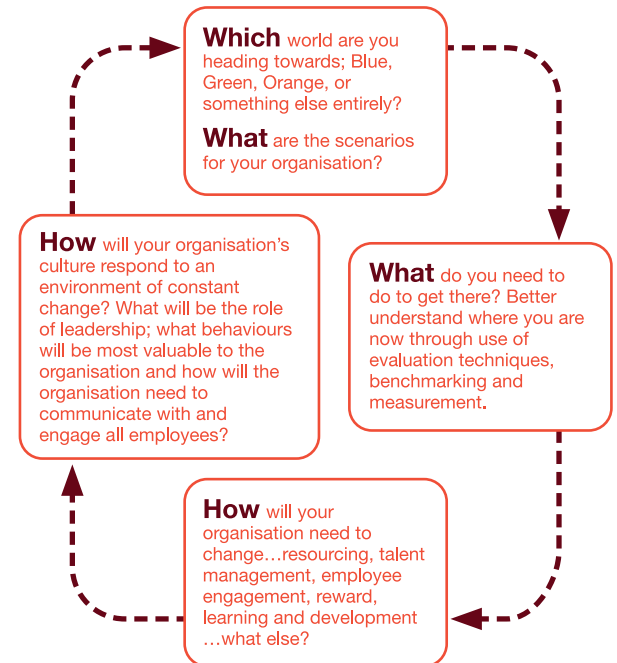 Which world are you
heading towards; Blue,
Green, Orange, or
something else entirely?
What are the scenarios
for your organisation?
What do you need to
do to get there? Better
understand where you are
now through use of
evaluation techniques,
benchmarking and
measurement.
How will your
organisation need to
change…resourcing, talent
management, employee
engagement, reward,
learning and development
…what else?
How will your organisation's
culture respond to an
environment of constant
change? What will be the role
of leadership; what behaviours
will be most valuable to the
organisation and how will the
organisation need to
communicate with and
engage all employees?